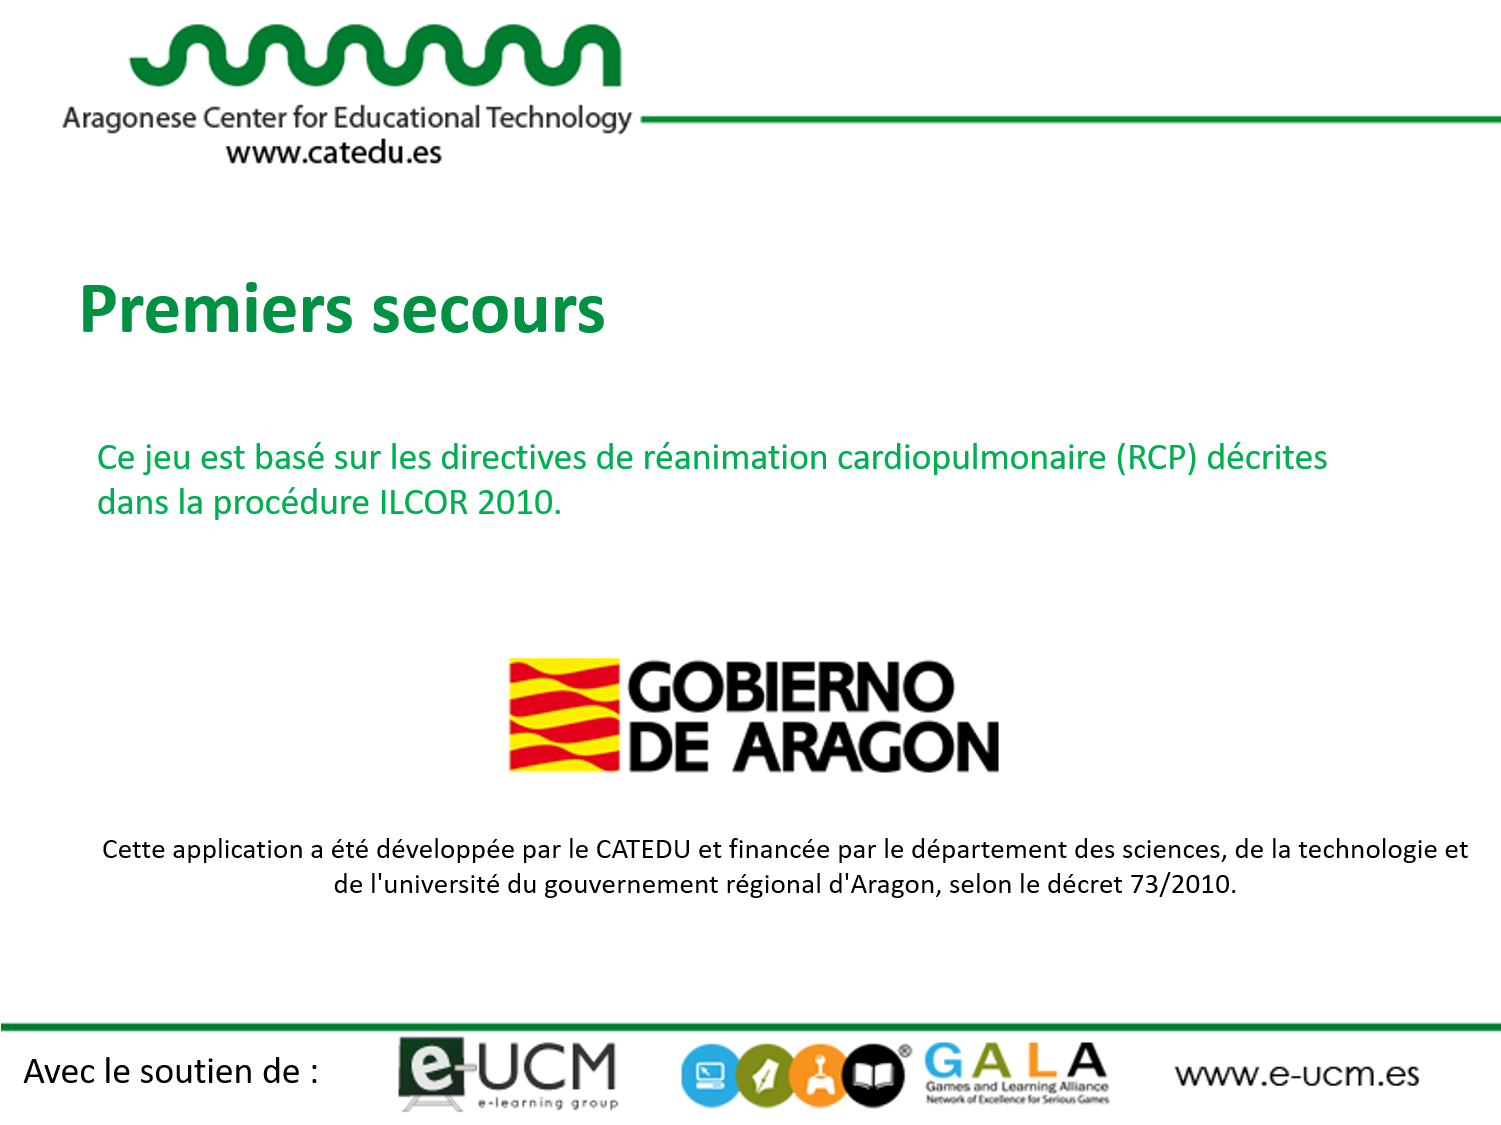 Aragonese Center for Educational Technology
www.catedu.es
Premiers secours
Ce jeu est basé sur les directives de réanimation cardiopulmonaire (RCP) décrites
dans la procédure ILCOR 2010.
GOBIERNO
DE ARAGON
Cette application a été développée par le CATEDU et financée par le département des sciences, de la technologie et
de l'université du gouvernement régional d'Aragon, selon le décret 73/2010.
Avec le soutien de :
e-UCM
e-learning group
®
GALA
Games and Learning Alliance
Network of Excellence for Serious Games
www.e-ucm.es